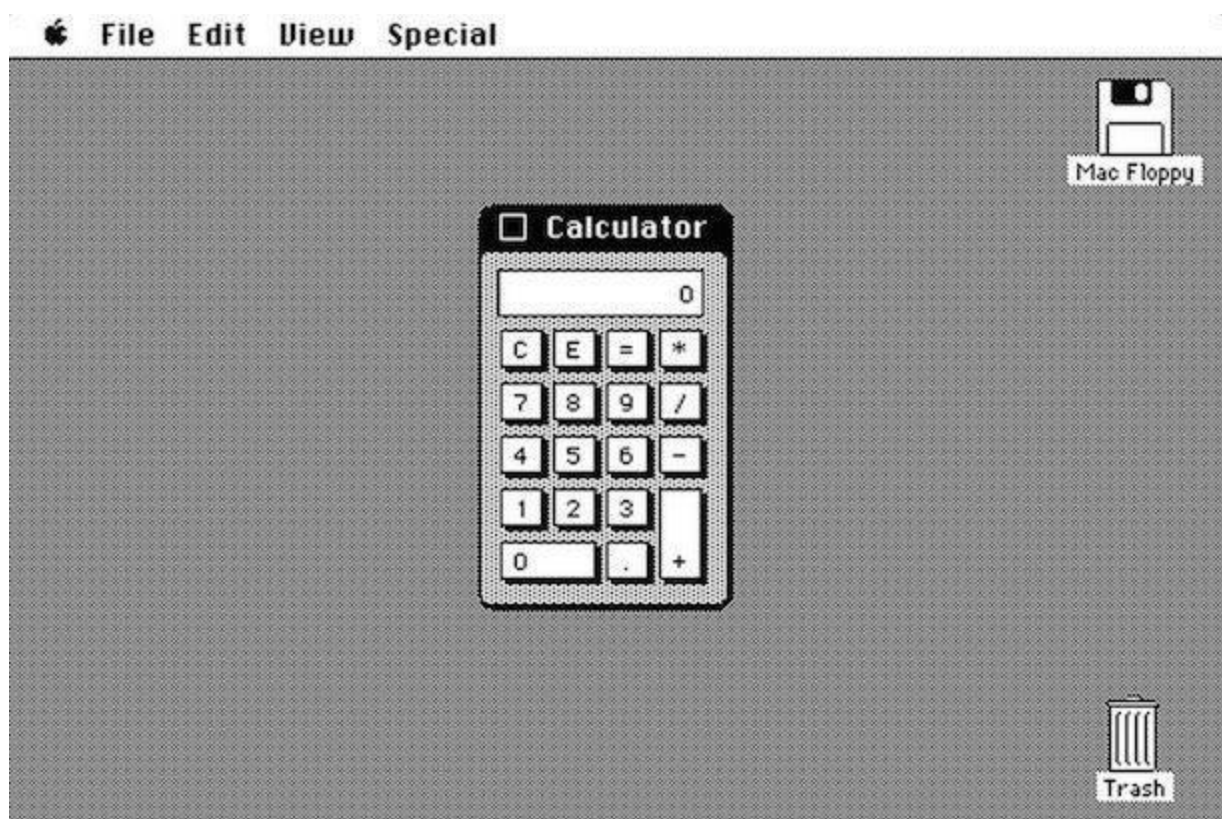 File Edit View Special
Mac Floppy
Calculator
0
C E = *
7 8 9 /
4 5 6 -
1 2 3
0 . +
Trash